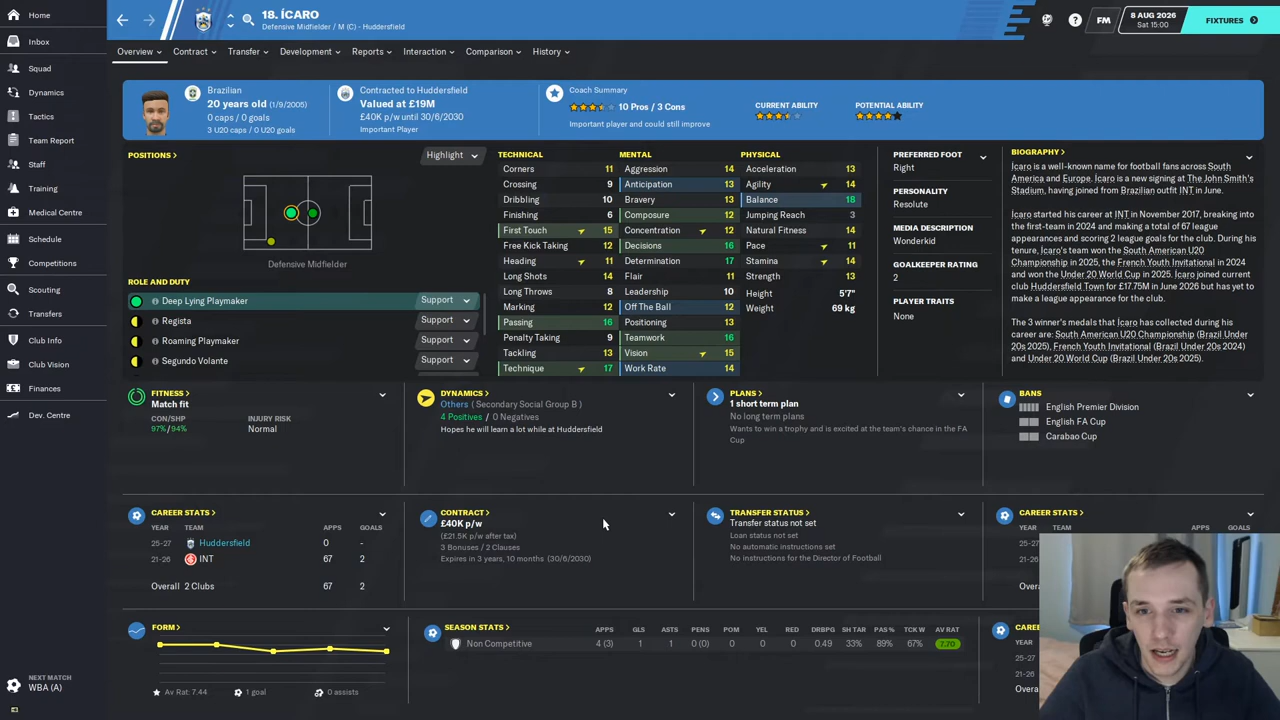 Home
Inbox
Squad
Dynamics
Tactics
Team Report
Staff
Training
Medical Centre
Schedule
Competitions
Scouting
Transfers
Club Info
Club Vision
Finances
Dev. Centre
NEXT MATCH
WBA (A)
18. ÍCARO
Defensive Midfielder / M (C) - Huddersfield
FM
8 AUG 2026
Sat 15:00
FIXTURES
Overview
Contract
Transfer
Development
Reports
Interaction
Comparison
History
Brazilian
20 years old (1/9/2005)
0 caps / 0 goals
3 U20 caps / 0 U20 goals
Contracted to Huddersfield
Valued at £19M
£40K p/w until 30/6/2030
Important Player
Coach Summary
10 Pros / 3 Cons
Important player and could still improve
CURRENT ABILITY
POTENTIAL ABILITY
POSITIONS
Highlight
Defensive Midfielder
ROLE AND DUTY
Deep Lying Playmaker Support
Regista Support
Roaming Playmaker Support
Segundo Volante Support
TECHNICAL
Corners 11
Crossing 9
Dribbling 10
Finishing 6
First Touch 15
Free Kick Taking 12
Heading 11
Long Shots 14
Long Throws 8
Marking 12
Passing 16
Penalty Taking 9
Tackling 13
Technique 17
MENTAL
Aggression 14
Anticipation 13
Bravery 13
Composure 12
Concentration 12
Decisions 16
Determination 17
Flair 11
Leadership 10
Off The Ball 12
Positioning 13
Teamwork 16
Vision 15
Work Rate 14
PHYSICAL
Acceleration 13
Agility 14
Balance 18
Jumping Reach 3
Natural Fitness 14
Pace 11
Stamina 14
Strength 13
Height 5'7"
Weight 69 kg
PREFERRED FOOT
Right
PERSONALITY
Resolute
MEDIA DESCRIPTION
Wonderkid
GOALKEEPER RATING
2
PLAYER TRAITS
None
BIOGRAPHY
Ícaro is a well-known name for football fans across South
America and Europe. Ícaro is a new signing at The John Smith's
Stadium, having joined from Brazilian outfit INT in June.
Ícaro started his career at INT in November 2017, breaking into
the first-team in 2024 and making a total of 67 league
appearances and scoring 2 league goals for the club. During his
tenure, Ícaro's team won the South American U20
Championship in 2025, the French Youth Invitational in 2024
and won the Under 20 World Cup in 2025. Ícaro joined current
club Huddersfield Town for £17.75M in June 2026 but has yet to
make a league appearance for the club.
The 3 winner's medals that Ícaro has collected during his
career are: South American U20 Championship (Brazil Under
20s 2025), French Youth Invitational (Brazil Under 20s 2024)
and Under 20 World Cup (Brazil Under 20s 2025).
FITNESS
Match fit
CON/SHP
97%/94%
INJURY RISK
Normal
DYNAMICS
Others (Secondary Social Group B)
4 Positives / 0 Negatives
Hopes he will learn a lot while at Huddersfield
PLANS
1 short term plan
No long term plans
Wants to win a trophy and is excited at the team's chance in the FA
Cup
BANS
English Premier Division
English FA Cup
Carabao Cup
CAREER STATS
YEAR TEAM APPS GOALS
25-27 Huddersfield 0 -
21-26 INT 67 2
Overall 2 Clubs 67 2
CONTRACT
£40K p/w
(£21.5K p/w after tax)
3 Bonuses / 2 Clauses
Expires in 3 years, 10 months (30/6/2030)
TRANSFER STATUS
Transfer status not set
Loan status not set
No automatic instructions set
No instructions for the Director of Football
CAREER STATS
YEAR TEAM APPS GOALS
25-27
21-26
Overa
FORM
Av Rat: 7.44 1 goal 0 assists
SEASON STATS
APPS GLS ASTS PENS POM YEL RED DRBPG SH TAR PAS % TCK W AV RAT
Non Competitive 4 (3) 1 1 0 (0) 0 0 0 0.49 33% 89% 67% 7.70
CAREE
YEAR
25-27
21-26
Overa